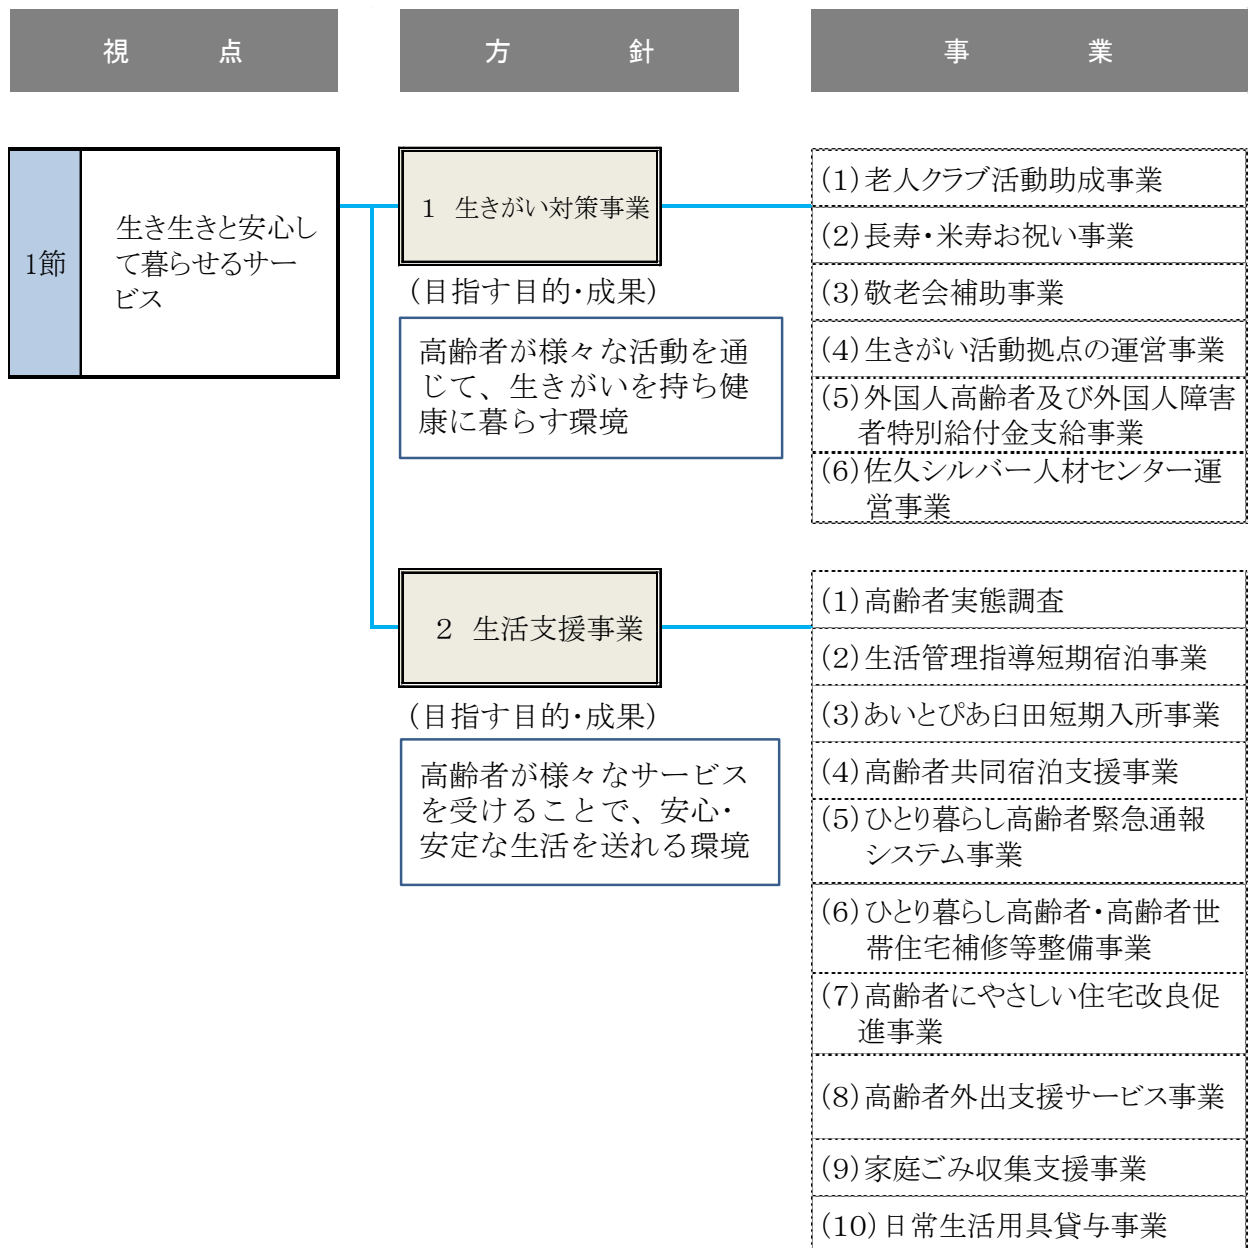 視点
方針
事業
1節
生き生きと安心し
て暮らせるサー
ビス
１ 生きがい対策事業
(目指す目的・成果)
高齢者が様々な活動を通
じて、生きがいを持ち健
康に暮らす環境
(1)老人クラブ活動助成事業
(2)長寿・米寿お祝い事業
(3)敬老会補助事業
(4)生きがい活動拠点の運営事業
(5)外国人高齢者及び外国人障害
者特別給付金支給事業
(6)佐久シルバー人材センター運
営事業
２ 生活支援事業
(目指す目的・成果)
高齢者が様々なサービス
を受けることで、安心・
安定な生活を送れる環境
(1)高齢者実態調査
(2)生活管理指導短期宿泊事業
(3)あいとぴあ臼田短期入所事業
(4)高齢者共同宿泊支援事業
(5)ひとり暮らし高齢者緊急通報
システム事業
(6)ひとり暮らし高齢者・高齢者世
帯住宅補修等整備事業
(7)高齢者にやさしい住宅改良促
進事業
(8)高齢者外出支援サービス事業
(9)家庭ごみ収集支援事業
(10)日常生活用具貸与事業